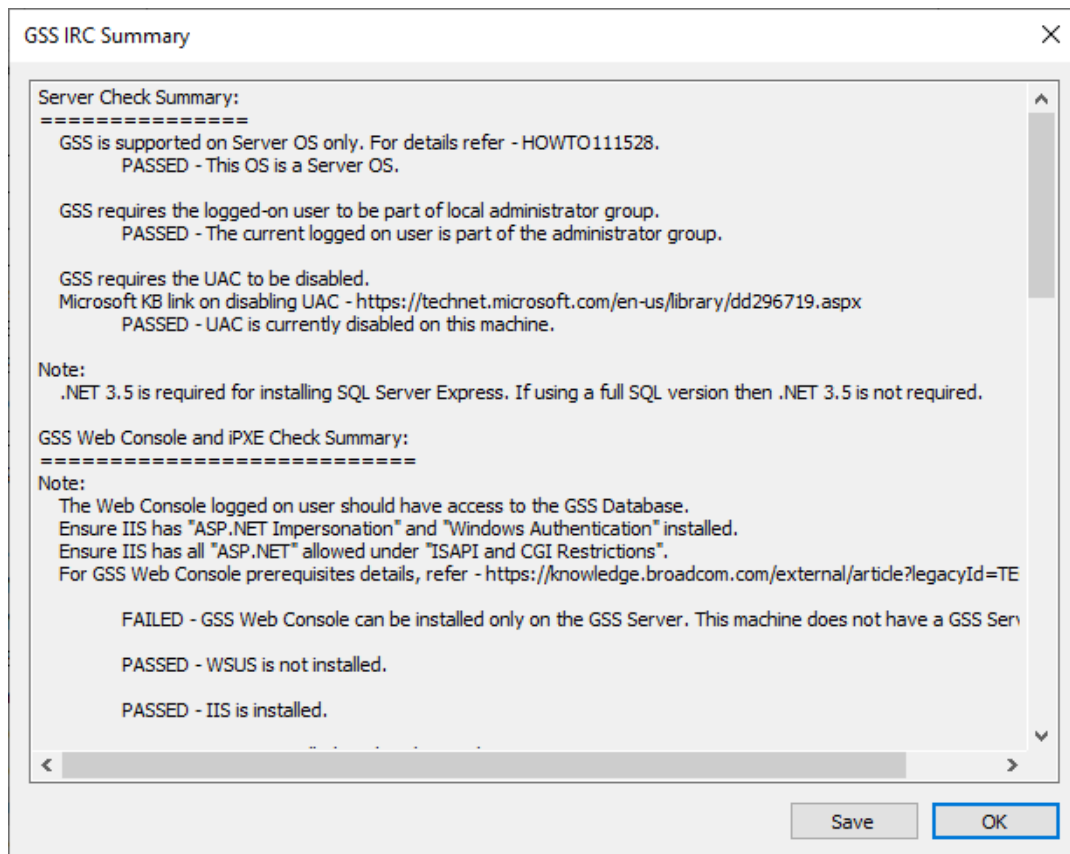 GSS IRC Summary
Server Check Summary:
===============
GSS is supported on Server OS only. For details refer - HOWTO111528.
PASSED - This OS is a Server OS.
GSS requires the logged-on user to be part of local administrator group.
PASSED - The current logged on user is part of the administrator group.
GSS requires the UAC to be disabled.
Microsoft KB link on disabling UAC - https://technet.microsoft.com/en-us/library/dd296719.aspx
PASSED - UAC is currently disabled on this machine.
Note:
.NET 3.5 is required for installing SQL Server Express. If using a full SQL version then .NET 3.5 is not required.
GSS Web Console and iPXE Check Summary:
===========================
Note:
The Web Console logged on user should have access to the GSS Database.
Ensure IIS has "ASP.NET Impersonation" and "Windows Authentication" installed.
Ensure IIS has all "ASP.NET" allowed under "ISAPI and CGI Restrictions".
For GSS Web Console prerequisites details, refer - https://knowledge.broadcom.com/external/article?legacyId=TE
FAILED - GSS Web Console can be installed only on the GSS Server. This machine does not have a GSS Serv
PASSED - WSUS is not installed.
PASSED - IIS is installed.
Save
OK